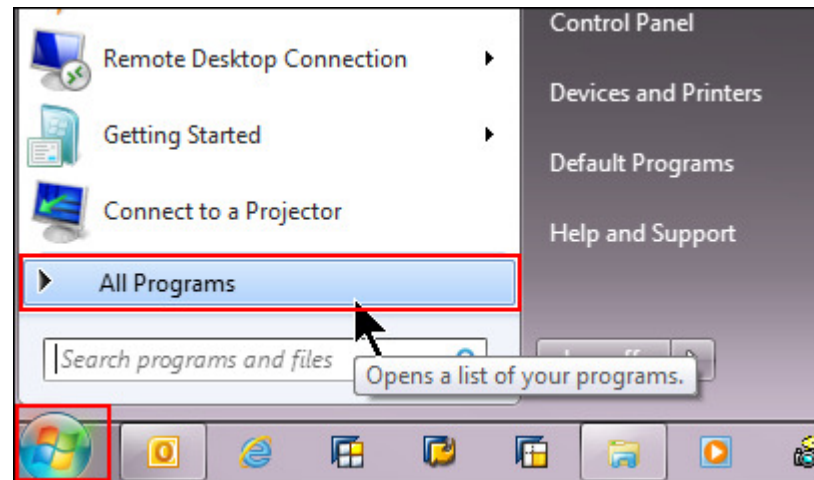 Remote Desktop Connection
Getting Started
Connect to a Projector
All Programs
Search programs and files
Control Panel
Devices and Printers
Default Programs
Help and Support
Opens a list of your programs.